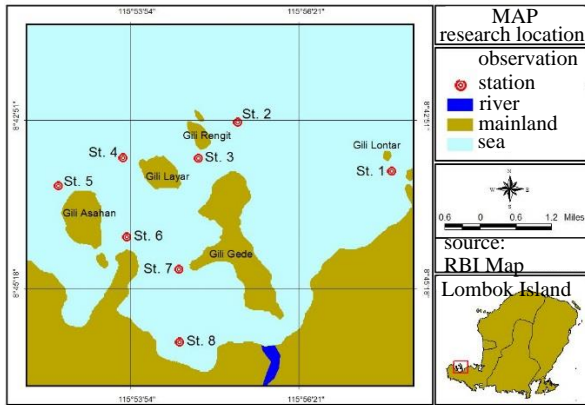 115°53'54"
115°56'21"
MAP
research location
8°42'51"
8°42'51"
St. 2
Gili Rengit
Gili Lontar
St. 4
St. 3
St. 1
St. 5
Gili Layar
Gili Asahan
St. 6
St. 7
Gili Gede
8°45'18"
8°45'18"
St. 8
115°53'54"
115°56'21"
observation
station
river
mainland
sea
N
W
E
S
0.6 0 0.6 1.2 Miles
source:
RBI Map
Lombok Island